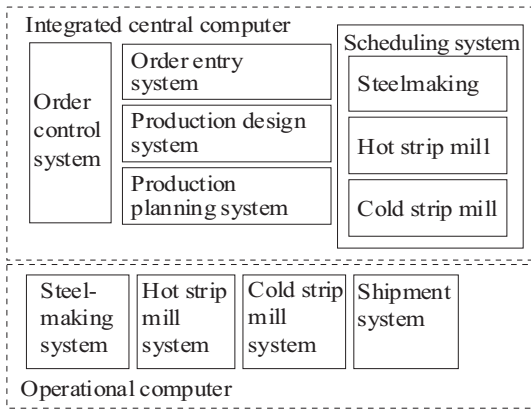 Integrated central computer
Order
control
system
Order entry
system
Production design
system
Production
planning system
Scheduling system
Steelmaking
Hot strip mill
Cold strip mill
Steel-
making
system
Hot strip
mill
system
Cold strip
mill
system
Shipment
system
Operational computer